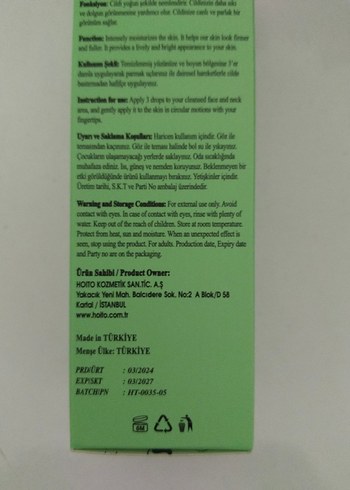 Fonksiyon: Cildi yoğun şekilde nemlendirir. Cildinizin daha sıkı
ve dolgun görünmesine yardımcı olur. Cildinize canlı ve parlak bir
görünüm sağlar.
Function: Intensely moisturizes the skin. It helps our skin look firmer
and fuller. It provides a lively and bright appearance to your skin.
Kullanım Şekli: Temizlenmiş yüzünüze ve boyun bölgenize 3'er
damla uygulayarak parmak uçlarınız ile dairesel hareketlerle cilde
bastırmadan hafifçe uygulayınız.
Instruction for use: Apply 3 drops to your cleansed face and neck
area, and gently apply it to the skin in circular motions with your
fingertips.
Uyarı ve Saklama Koşulları: Haricen kullanım içindir. Göz ile
temasından kaçınınız. Göz ile teması halinde bol su ile yıkayınız.
Çocukların ulaşamayacağı yerlerde saklayınız. Oda sıcaklığında
muhafaza ediniz. Isı, güneş ve nemden koruyunuz. Beklenmeyen bir
etki görüldüğünde ürünü kullanmayı bırakınız. Yetişkinler içindir.
Üretim tarihi, S.K.T ve Parti No ambalaj üzerindedir.
Warning and Storage Conditions: For external use only. Avoid
contact with eyes. In case of contact with eyes, rinse with plenty of
water. Keep out of the reach of children. Store at room temperature.
Protect from heat, sun and moisture. When an unexpected effect is
seen, stop using the product. For adults. Production date, Expiry date
and Party no are on the packaging.
Ürün Sahibi / Product Owner:
HOITO KOZMETİK SAN.TİC. A.Ş
Yakacık Yeni Mah. Balcıdere Sok. No:2 A Blok/D 58
Kartal / İSTANBUL
www.hoito.com.tr
Made in TÜRKİYE
Menşe Ülke: TÜRKİYE
PRD/ÜRT : 03/2024
EXP/SKT : 03/2027
BATCH/PN : HT-0035-05